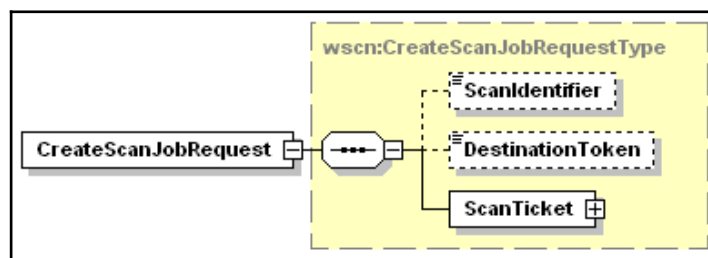 wscn:CreateScanJobRequestType
ScanIdentifier
CreateScanJobRequest
DestinationToken
ScanTicket